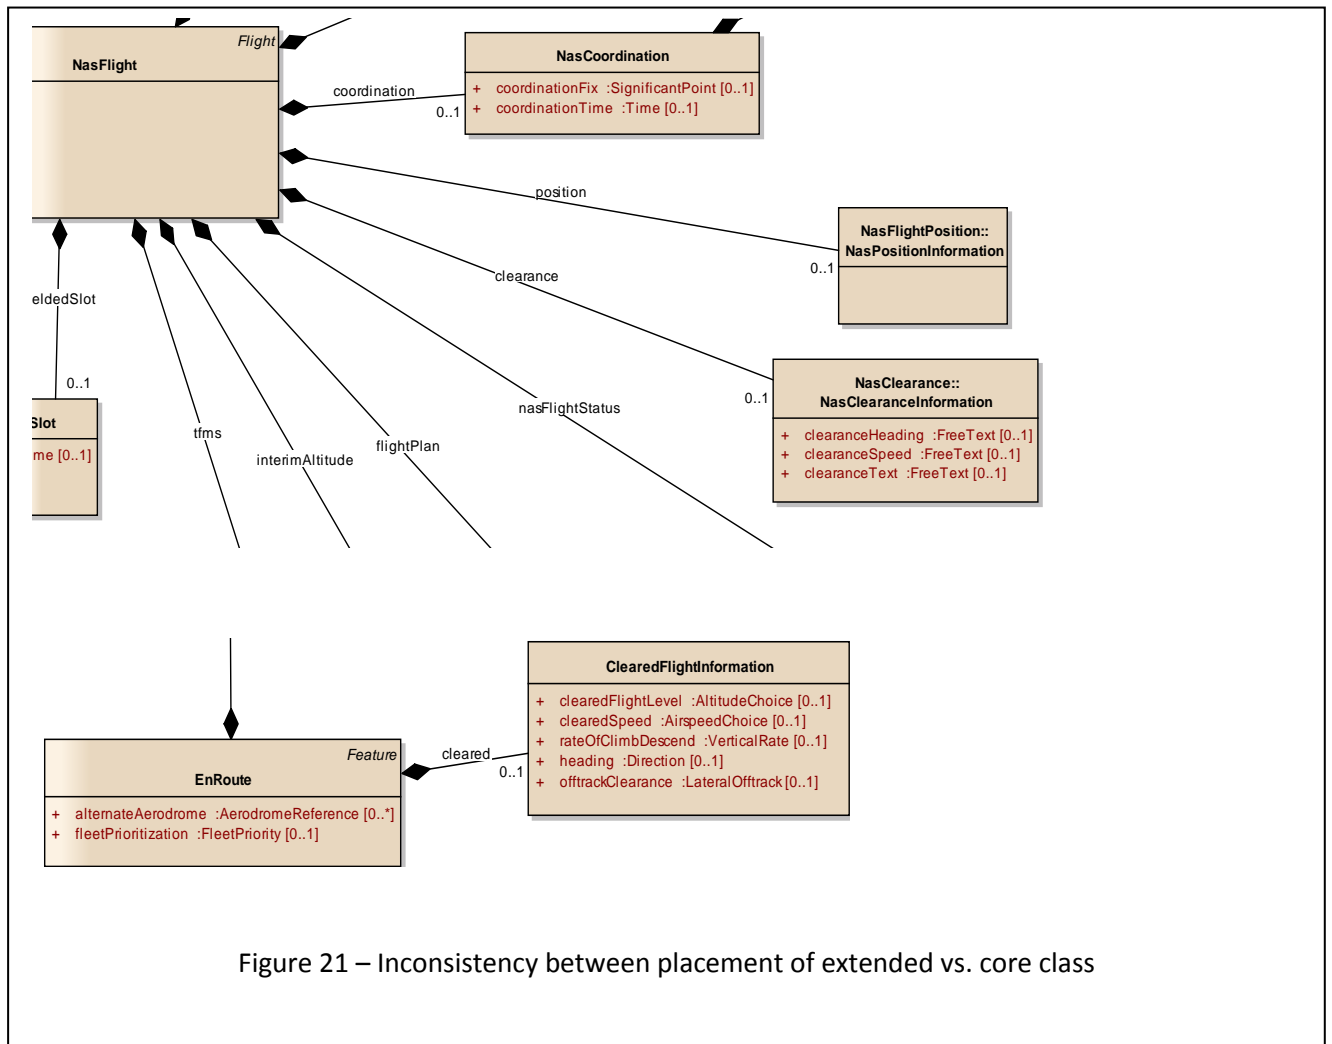 Flight
NasFlight
NasCoordination
+ coordinationFix :SignificantPoint [0..1]
+ coordinationTime :Time [0..1]
coordination
0..1
position
NasFlightPosition::
NasPositionInformation
0..1
clearance
NasClearance::
NasClearanceInformation
+ clearanceHeading :FreeText [0..1]
+ clearanceSpeed :FreeText [0..1]
+ clearanceText :FreeText [0..1]
0..1
eldedSlot
0..1
Slot
me [0..1]
tfms
interimAltitude
flightPlan
nasFlightStatus
ClearedFlightInformation
+ clearedFlightLevel :AltitudeChoice [0..1]
+ clearedSpeed :AirspeedChoice [0..1]
+ rateOfClimbDescend :VerticalRate [0..1]
+ heading :Direction [0..1]
+ offtrackClearance :LateralOfftrack [0..1]
cleared
0..1
Feature
EnRoute
+ alternateAerodrome :AerodromeReference [0..*]
+ fleetPrioritization :FleetPriority [0..1]
Figure 21 – Inconsistency between placement of extended vs. core class